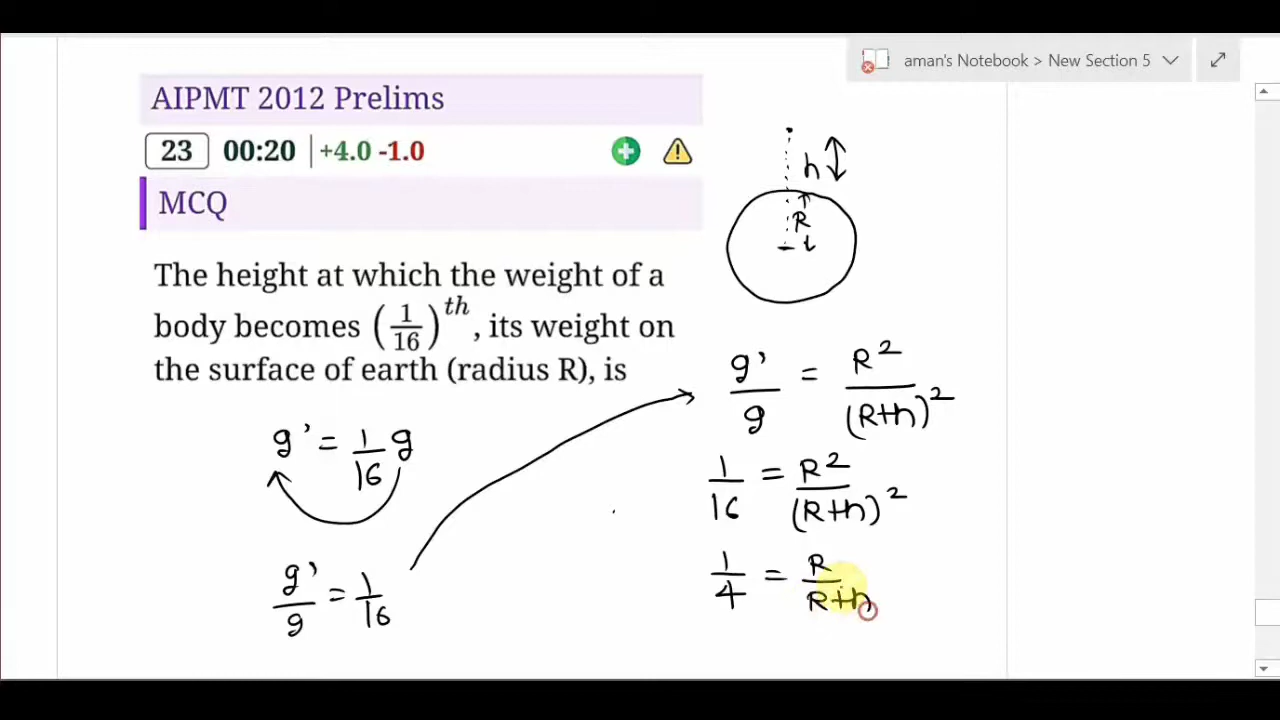 aman's Notebook > New Section 5
AIPMT 2012 Prelims
23 00:20 | +4.0 -1.0
MCQ
The height at which the weight of a
body becomes (1/16)^th, its weight on
the surface of earth (radius R), is
h
R
g' = 1/16 g
g'/g = 1/16
g'/g = R²/(R+h)²
1/16 = R²/(R+h)²
1/4 = R/R+h